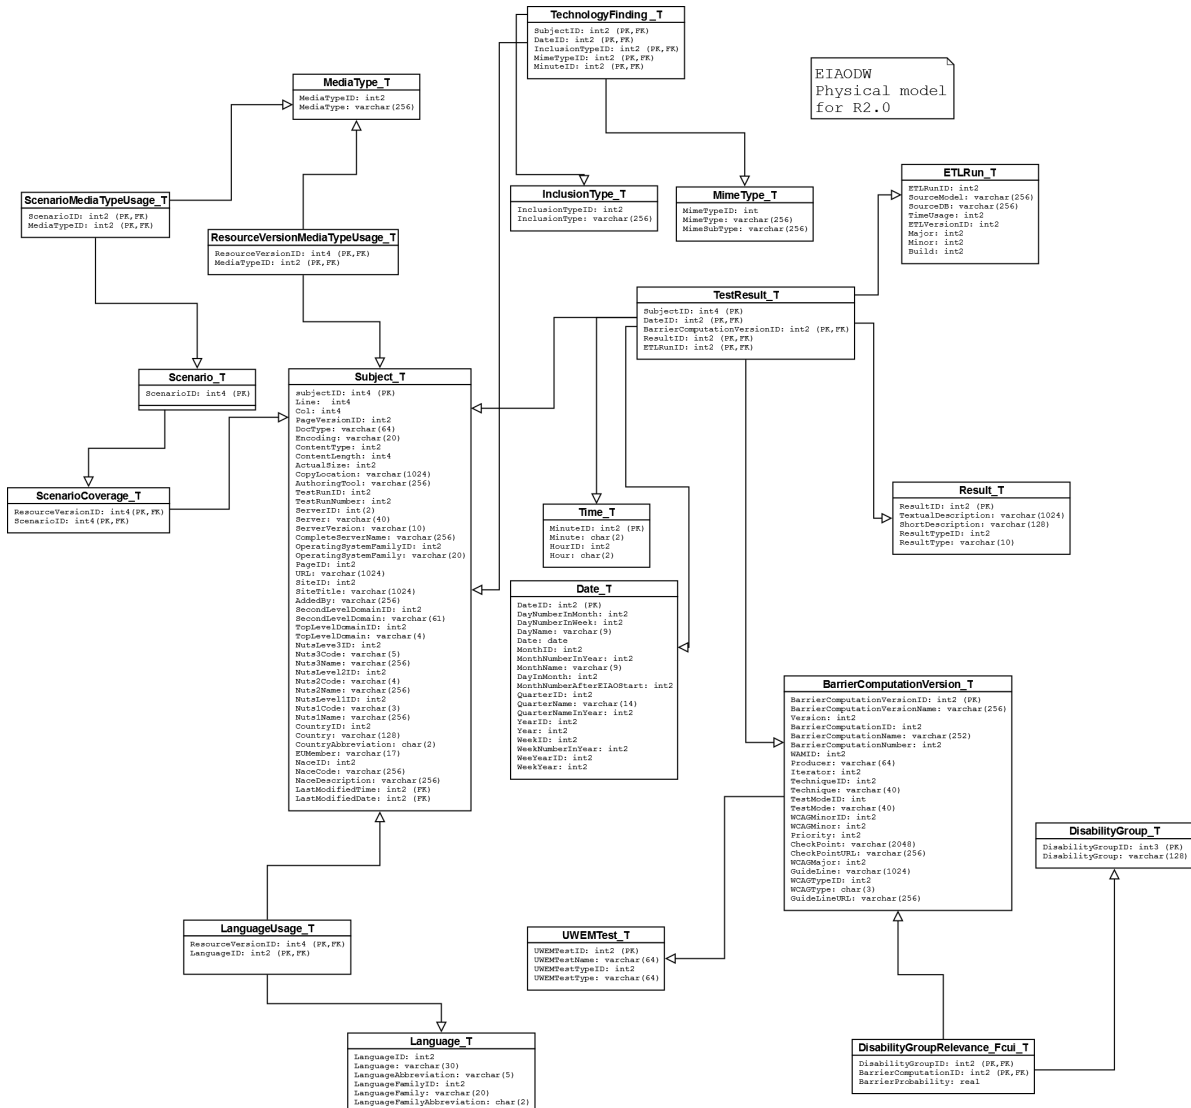 TechnologyFinding _T
SubjectID: int2 (PK,FK)
DateID: int2 (PK,FK)
InclusionTypeID: int2 (PK,FK)
MimeTypeID: int2 (PK,FK)
MinuteID: int2 (PK,FK)
EIAODW
Physical model
for R2.0
MediaType_T
MediaTypeID: int2
MediaType: varchar(256)
ScenarioMediaTypeUsage_T
ScenarioID: int2 (PK,FK)
MediaTypeID: int2 (PK,FK)
ResourceVersionMediaTypeUsage_T
ResourceVersionID: int4 (PK,FK)
MediaTypeID: int2 (PK,FK)
InclusionType_T
InclusionTypeID: int2
InclusionType: varchar(256)
MimeType_T
MimeTypeID: int
MimeType: varchar(256)
MimeSubType: varchar(256)
ETLRun_T
ETLRunID: int2
SourceModel: varchar(256)
SourceDB: varchar(256)
TimeUsage: int2
ETLVersionID: int2
Major: int2
Minor: int2
Build: int2
TestResult_T
SubjectID: int4 (PK)
DateID: int2 (PK,FK)
BarrierComputationVersionID: int2 (PK,FK)
ResultID: int2 (PK,FK)
ETLRunID: int2 (PK,FK)
Scenario_T
ScenarioID: int4 (PK)
Subject_T
subjectID: int4 (PK)
Line:  int4
Col: int4
PageVersionID: int2
DocType: varchar(64)
Encoding: varchar(20)
ContentType: int2
ContentLength: int4
ActualSize: int2
CopyLocation: varchar(1024)
AuthoringTool: varchar(256)
TestRunID: int2
TestRunNumber: int2
ServerID: int(2)
Server: varchar(40)
ServerVersion: varchar(10)
CompleteServerName: varchar(256)
OperatingSystemFamilyID: int2
OperatingSystemFamily: varchar(20)
PageID: int2
URL: varchar(1024)
SiteID: int2
SiteTitle: varchar(1024)
AddedBy: varchar(256)
SecondLevelDomainID: int2
SecondLevelDomain: varchar(61)
TopLevelDomainID: int2
TopLevelDomain: varchar(4)
NutsLeve3ID: int2
Nuts3Code: varchar(5)
Nuts3Name: varchar(256)
NutsLevel2ID: int2
Nuts2Code: varchar(4)
Nuts2Name: varchar(256)
NutsLevel1ID: int2
Nuts1Code: varchar(3)
Nuts1Name: varchar(256)
CountryID: int2
Country: varchar(128)
CountryAbbreviation: char(2)
EUMember: varchar(17)
NaceID: int2
NaceCode: varchar(256)
NaceDescription: varchar(256)
LastModifiedTime: int2 (FK)
LastModifiedDate: int2 (FK)
ScenarioCoverage_T
ResourceVersionID: int4(PK,FK)
ScenarioID: int4(PK,FK)
Time_T
MinuteID: int2 (PK)
Minute: char(2)
HourID: int2
Hour: char(2)
Result_T
ResultID: int2 (PK)
TextualDescription: varchar(1024)
ShortDescription: varchar(128)
ResultTypeID: int2
ResultType: varchar(10)
Date_T
DateID: int2 (PK)
DayNumberInMonth: int2
DayNumberInWeek: int2
DayName: varchar(9)
Date: date
MonthID: int2
MonthNumberInYear: int2
MonthName: varchar(9)
DayInMonth: int2
MonthNumberAfterEIAOStart: int2
QuarterID: int2
QuarterName: varchar(14)
QuarterNameInYear: int2
YearID: int2
Year: int2
WeekID: int2
WeekNumberInYear: int2
WeeYearID: int2
WeekYear: int2
BarrierComputationVersion_T
BarrierComputationVersionID: int2 (PK)
BarrierComputationVersionName: varchar(256)
Version: int2
BarrierComputationID: int2
BarrierComputationName: varchar(252)
BarrierComputationNumber: int2
WAMID: int2
Producer: varchar(64)
Iterator: int2
TechniqueID: int2
Technique: varchar(40)
TestModeID: int
TestMode: varchar(40)
WCAGMinorID: int2
WCAGMinor: int2
Priority: int2
CheckPoint: varchar(2048)
CheckPointURL: varchar(256)
WCAGMajor: int2
GuideLine: varchar(1024)
WCAGTypeID: int2
WCAGType: char(3)
GuideLineURL: varchar(256)
DisabilityGroup_T
DisabilityGroupID: int3 (PK)
DisabilityGroup: varchar(128)
LanguageUsage_T
ResourceVersionID: int4 (PK,FK)
LanguageID: int2 (PK,FK)
UWEMTest_T
UWEMTestID: int2 (PK)
UWEMTestName: varchar(64)
UWEMTestTypeID: int2
UWEMTestType: varchar(64)
Language_T
LanguageID: int2
Language: varchar(30)
LanguageAbbreviation: varchar(5)
LanguageFamilyID: int2
LanguageFamily: varchar(20)
LanguageFamilyAbbreviation: char(2)
DisabilityGroupRelevance_Fcui_T
DisabilityGroupID: int2 (PK,FK)
BarrierComputationID: int2 (PK,FK)
BarrierProbability: real